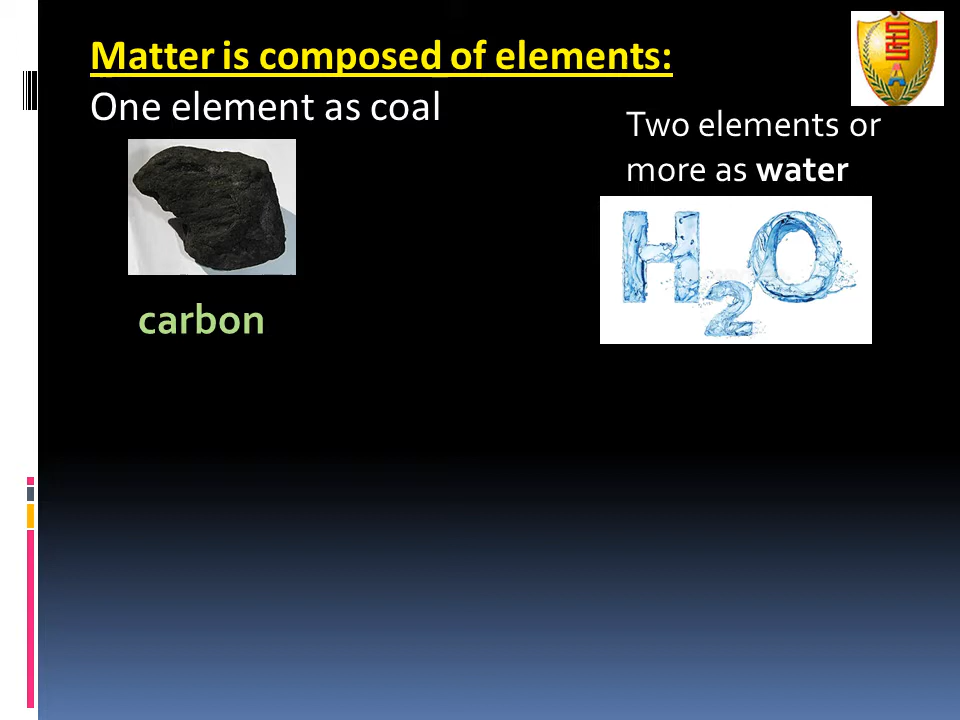 Matter is composed of elements:
One element as coal
Two elements or
more as water
H2O
carbon